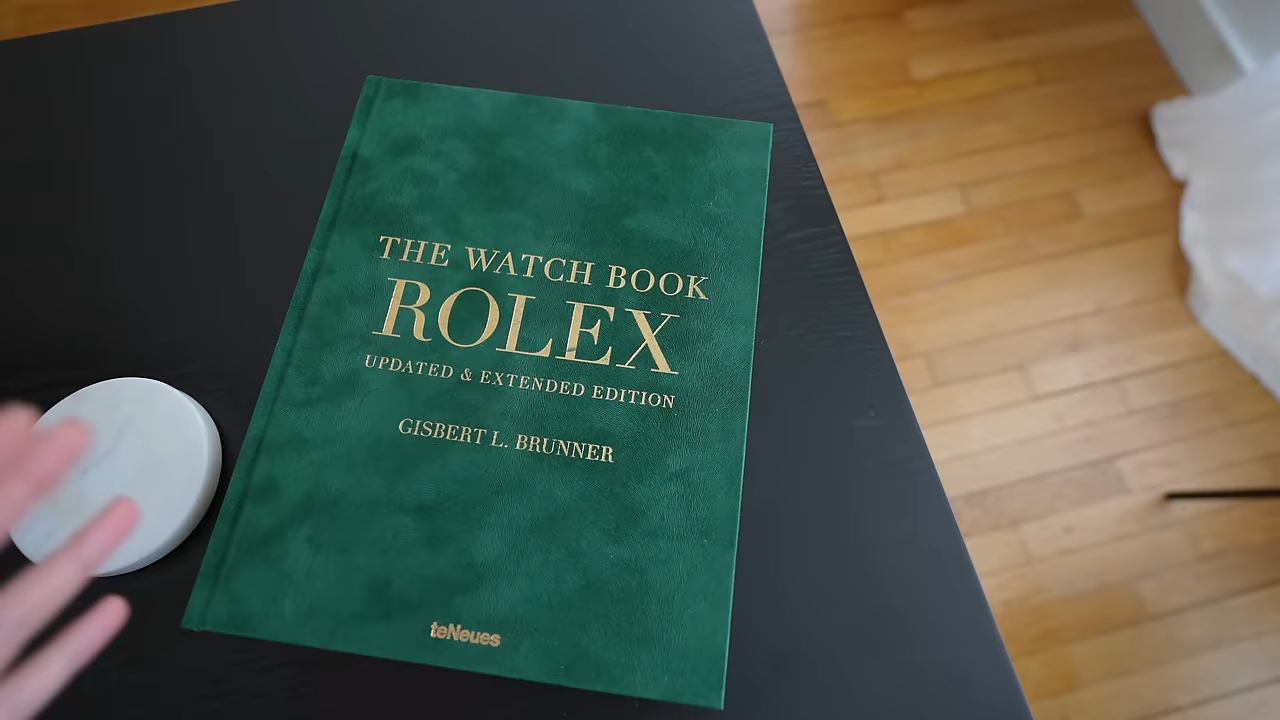 THE WATCH BOOK
ROLEX
UPDATED & EXTENDED EDITION
GISBERT L. BRUNNER
teNeues